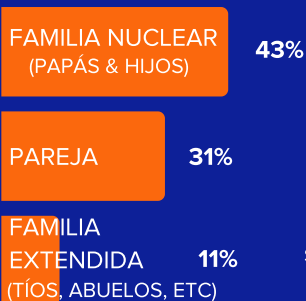 FAMILIA NUCLEAR
(PAPÁS & HIJOS)
43%
PAREJA
31%
FAMILIA
EXTENDIDA
11%
(TÍOS, ABUELOS, ETC)